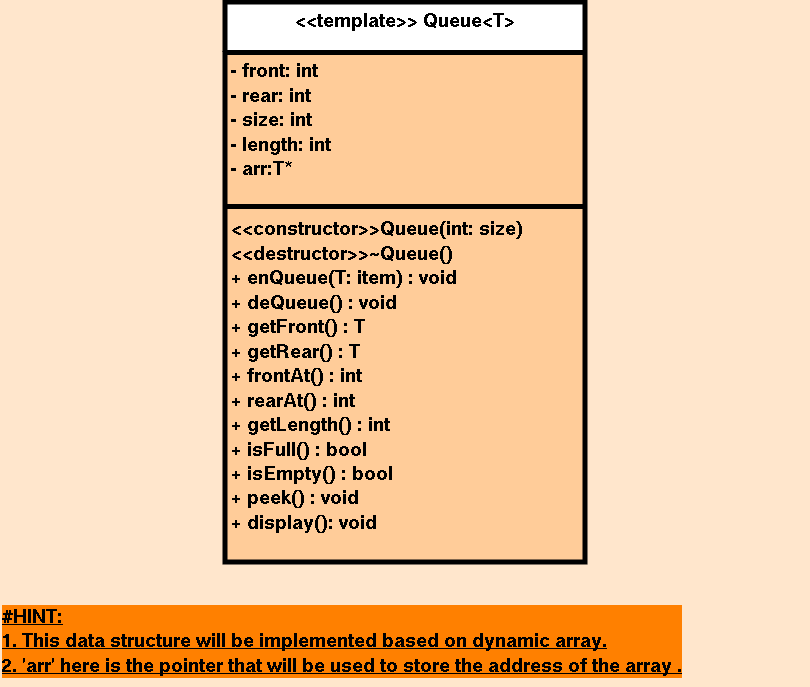 <<template>> Queue<T>
- front: int
- rear: int
- size: int
- length: int
- arr:T*
<<constructor>>Queue(int: size)
<<destructor>>~Queue()
+ enQueue(T: item) : void
+ deQueue() : void
+ getFront() : T
+ getRear() : T
+ frontAt() : int
+ rearAt() : int
+ getLength() : int
+ isFull() : bool
+ isEmpty() : bool
+ peek() : void
+ display(): void
#HINT:
1. This data structure will be implemented based on dynamic array.
2. 'arr' here is the pointer that will be used to store the address of the array .